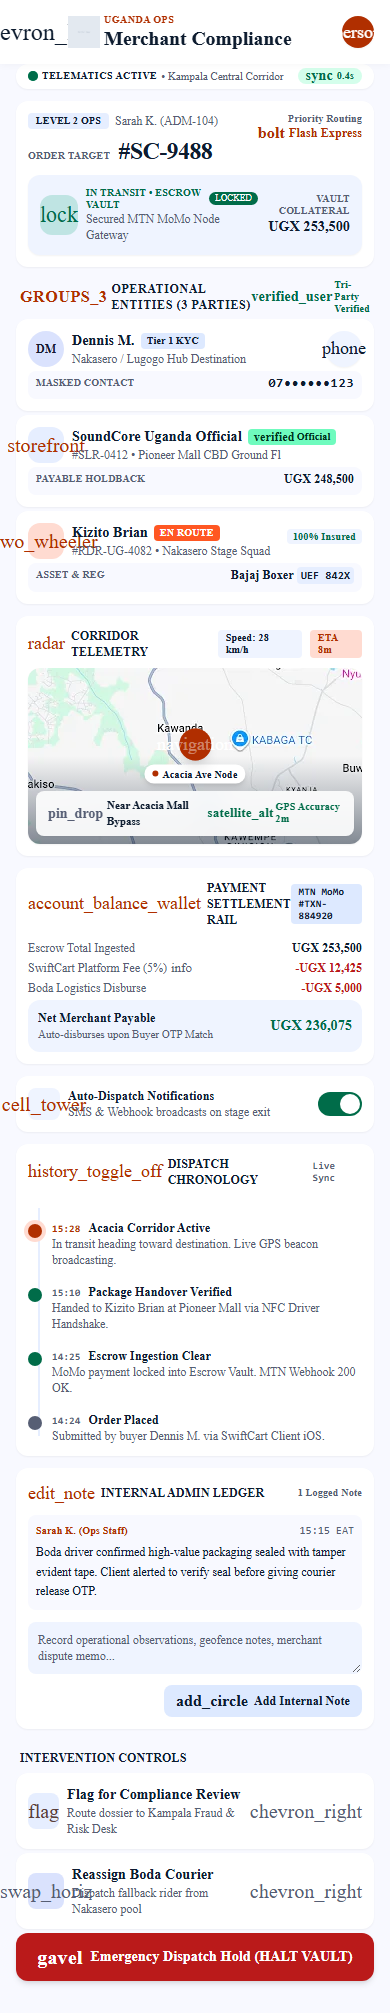 evron_
UGANDA OPS
Merchant Compliance
erso
TELEMATICS ACTIVE • Kampala Central Corridor
sync 0.4s
LEVEL 2 OPS Sarah K. (ADM-104)
Priority Routing
bolt Flash Express
ORDER TARGET #SC-9488
lock
IN TRANSIT • ESCROW
VAULT
LOCKED
Secured MTN MoMo Node
Gateway
VAULT
COLLATERAL
UGX 253,500
GROUPS_3
OPERATIONAL
ENTITIES (3 PARTIES)
verified_user
Tri-
Party
Verified
DM
Dennis M. Tier 1 KYC
Nakasero / Lugogo Hub Destination
phone
MASKED CONTACT 07••••••123
storefront
SoundCore Uganda Official verified Official
#SLR-0412 • Pioneer Mall CBD Ground Fl
PAYABLE HOLDBACK UGX 248,500
wo_wheeler
Kizito Brian EN ROUTE
#RDR-UG-4082 • Nakasero Stage Squad
100% Insured
ASSET & REG Bajaj Boxer UEF 842X
radar
CORRIDOR
TELEMETRY
Speed: 28
km/h
ETA
8m
Nyu
Kawanda
navigation
KABAGA TC
Acacia Ave Node
Buw
akiso
KYANJA
pin_drop
Near Acacia Mall
Bypass
satellite_alt
GPS Accuracy
2m
KAWEMPE
account_balance_wallet
PAYMENT
SETTLEMENT
RAIL
MTN MoMo
#TXN-
884920
Escrow Total Ingested UGX 253,500
SwiftCart Platform Fee (5%) info -UGX 12,425
Boda Logistics Disburse -UGX 5,000
Net Merchant Payable
Auto-disburses upon Buyer OTP Match
UGX 236,075
cell_tower
Auto-Dispatch Notifications
SMS & Webhook broadcasts on stage exit
history_toggle_off
DISPATCH
CHRONOLOGY
Live
Sync
15:28 Acacia Corridor Active
In transit heading toward destination. Live GPS beacon
broadcasting.
15:10 Package Handover Verified
Handed to Kizito Brian at Pioneer Mall via NFC Driver
Handshake.
14:25 Escrow Ingestion Clear
MoMo payment locked into Escrow Vault. MTN Webhook 200
OK.
14:24 Order Placed
Submitted by buyer Dennis M. via SwiftCart Client iOS.
edit_note INTERNAL ADMIN LEDGER 1 Logged Note
Sarah K. (Ops Staff) 15:15 EAT
Boda driver confirmed high-value packaging sealed with tamper
evident tape. Client alerted to verify seal before giving courier
release OTP.
Record operational observations, geofence notes, merchant
dispute memo...
add_circle Add Internal Note
INTERVENTION CONTROLS
flag
Flag for Compliance Review
Route dossier to Kampala Fraud &
Risk Desk
chevron_right
swap_horiz
Reassign Boda Courier
Dispatch fallback rider from
Nakasero pool
chevron_right
gavel Emergency Dispatch Hold (HALT VAULT)